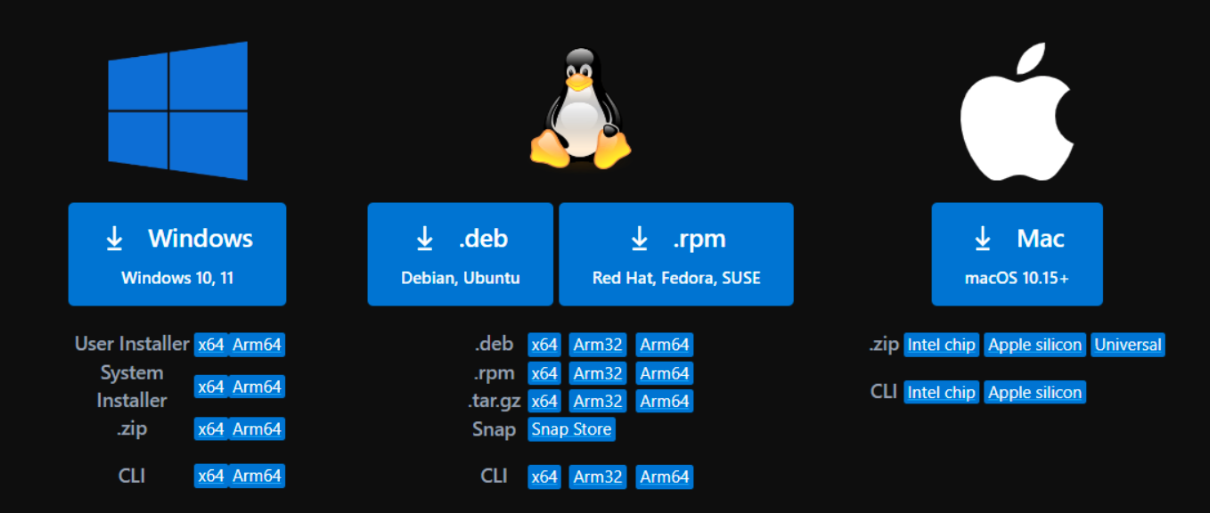 Windows
Windows 10, 11
User Installer x64 Arm64
System
Installer x64 Arm64
.zip x64 Arm64
CLI x64 Arm64
.deb
Debian, Ubuntu
.rpm
Red Hat, Fedora, SUSE
.deb x64 Arm32 Arm64
.rpm x64 Arm32 Arm64
.tar.gz x64 Arm32 Arm64
Snap Snap Store
CLI x64 Arm32 Arm64
Mac
macOS 10.15+
.zip Intel chip Apple silicon Universal
CLI Intel chip Apple silicon